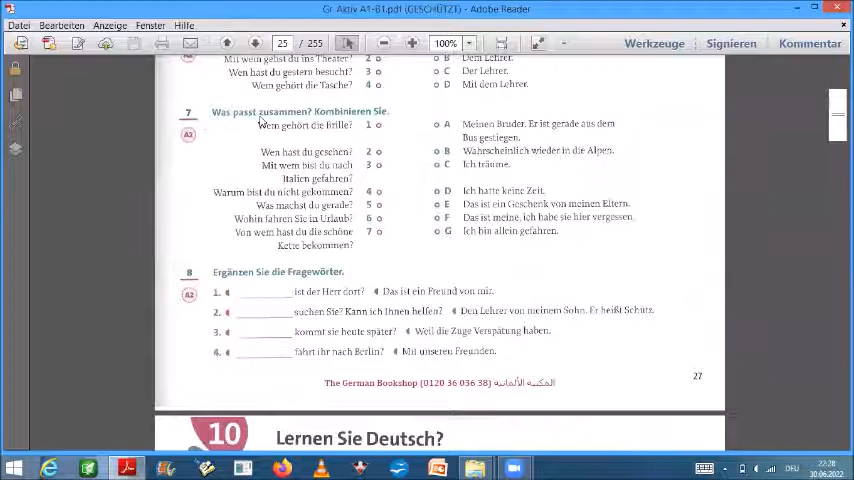 Gr. Aktiv A1-B1.pdf (GESCHÜTZT) - Adobe Reader
Datei Bearbeiten Anzeige Fenster Hilfe
25 / 255 100% Werkzeuge Signieren Kommentar
Mit wem gehst du ins Theater? 2 B Dem Lehrer.
Wen hast du gestern besucht? 3 C Der Lehrer.
Wem gehört die Tasche? 4 D Mit dem Lehrer.
7 Was passt zusammen? Kombinieren Sie.
A2
Wem gehört die Brille? 1 A Meinen Bruder. Er ist gerade aus dem
Bus gestiegen.
Wen hast du gesehen? 2 B Wahrscheinlich wieder in die Alpen.
Mit wem bist du nach 3 C Ich träume.
Italien gefahren?
Warum bist du nicht gekommen? 4 D Ich hatte keine Zeit.
Was machst du gerade? 5 E Das ist ein Geschenk von meinen Eltern.
Wohin fahren Sie in Urlaub? 6 F Das ist meine, ich habe sie hier vergessen.
Von wem hast du die schöne 7 G Ich bin allein gefahren.
Kette bekommen?
8 Ergänzen Sie die Fragewörter.
A2
1. ________ ist der Herr dort? Das ist ein Freund von mir.
2. ________ suchen Sie? Kann ich Ihnen helfen? Den Lehrer von meinem Sohn. Er heißt Schütz.
3. ________ kommt sie heute später? Weil die Züge Verspätung haben.
4. ________ fährt ihr nach Berlin? Mit unseren Freunden.
27
The German Bookshop (0120 36 036 38) المكتبة الألمانية
10 Lernen Sie Deutsch?
DEU
22:28
30.06.2022